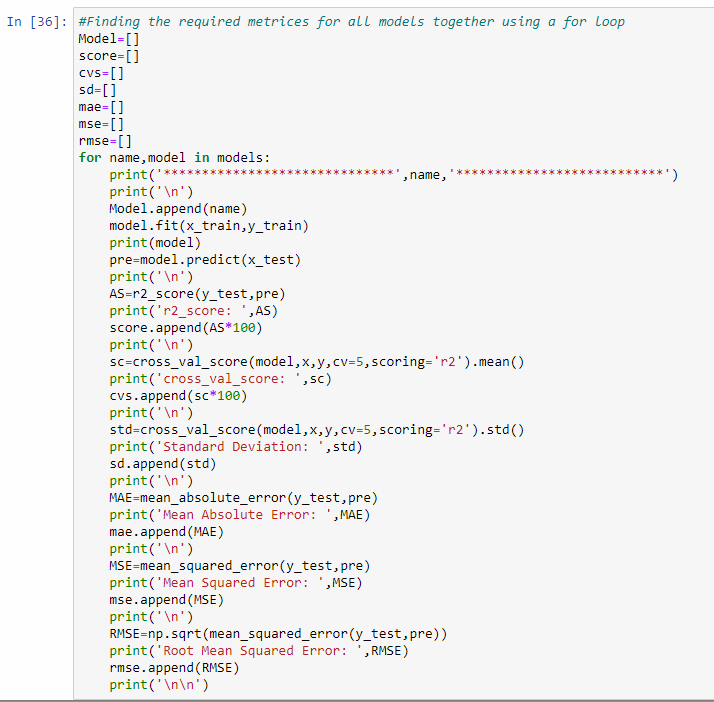 In [36]: #Finding the required metrices for all models together using a for loop
Model=[]
score=[]
cvs=[]
sd=[]
mae=[]
mse=[]
rmse=[]
for name,model in models:
    print('******************************',name,'***************************')
    print('\n')
    Model.append(name)
    model.fit(x_train,y_train)
    print(model)
    pre=model.predict(x_test)
    print('\n')
    AS=r2_score(y_test,pre)
    print('r2_score: ',AS)
    score.append(AS*100)
    print('\n')
    sc=cross_val_score(model,x,y,cv=5,scoring='r2').mean()
    print('cross_val_score: ',sc)
    cvs.append(sc*100)
    print('\n')
    std=cross_val_score(model,x,y,cv=5,scoring='r2').std()
    print('Standard Deviation: ',std)
    sd.append(std)
    print('\n')
    MAE=mean_absolute_error(y_test,pre)
    print('Mean Absolute Error: ',MAE)
    mae.append(MAE)
    print('\n')
    MSE=mean_squared_error(y_test,pre)
    print('Mean Squared Error: ',MSE)
    mse.append(MSE)
    print('\n')
    RMSE=np.sqrt(mean_squared_error(y_test,pre))
    print('Root Mean Squared Error: ',RMSE)
    rmse.append(RMSE)
    print('\n\n')